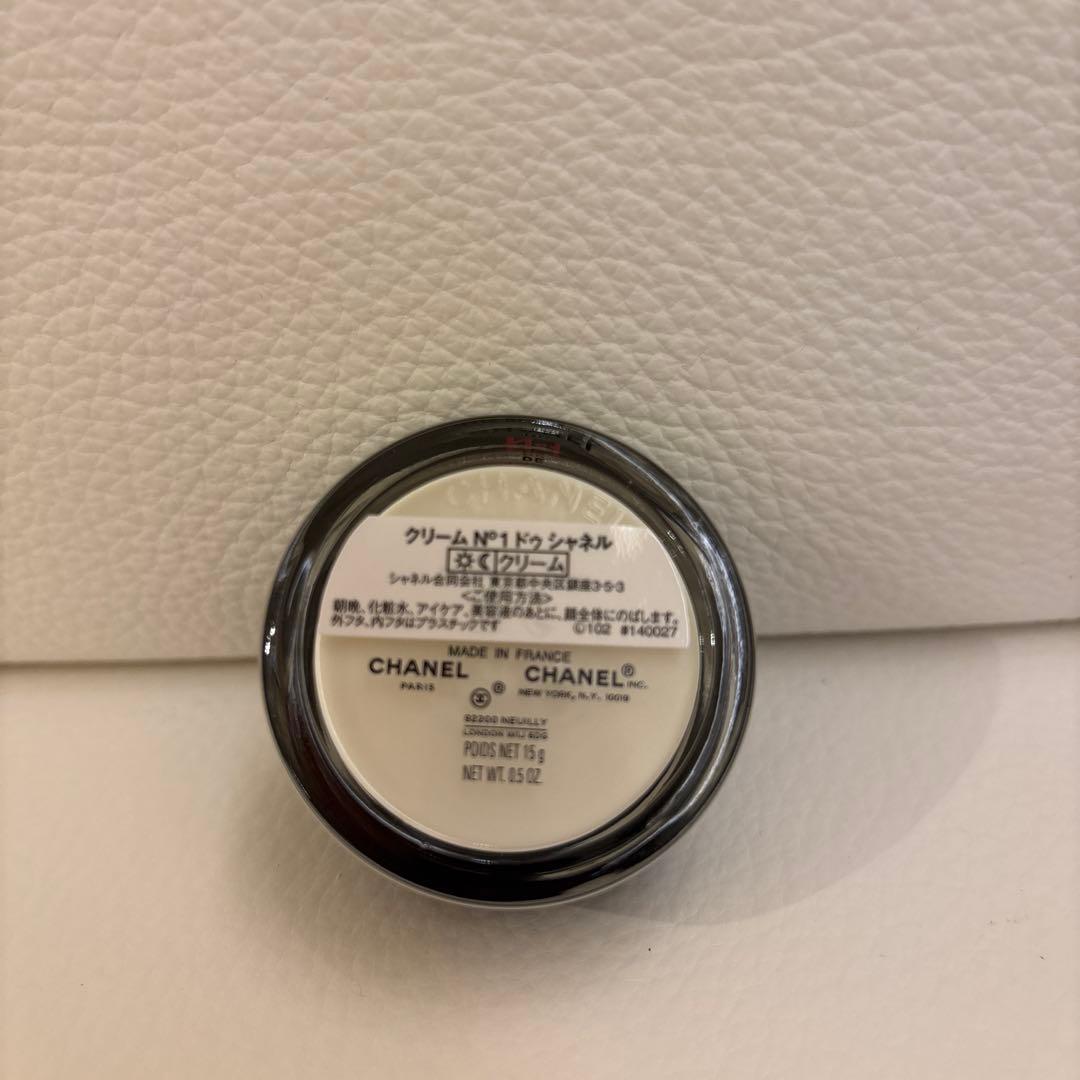 CHANEL
クリーム N°1 ドゥ シャネル
クリーム
シャネル合同会社 東京都中央区銀座3-5-3
<ご使用方法>
朝晩、化粧水、アイケア、美容液のあとに、顔全体にのばします。
外フタ、内フタはプラスチックです ©102 #140027
MADE IN FRANCE
CHANEL CHANEL®
PARIS ® NEW YORK, N.Y. 10019 INC.
92200 NEUILLY
LONDON W1J 6DG
POIDS NET 15 g
NET WT. 0.5 OZ.